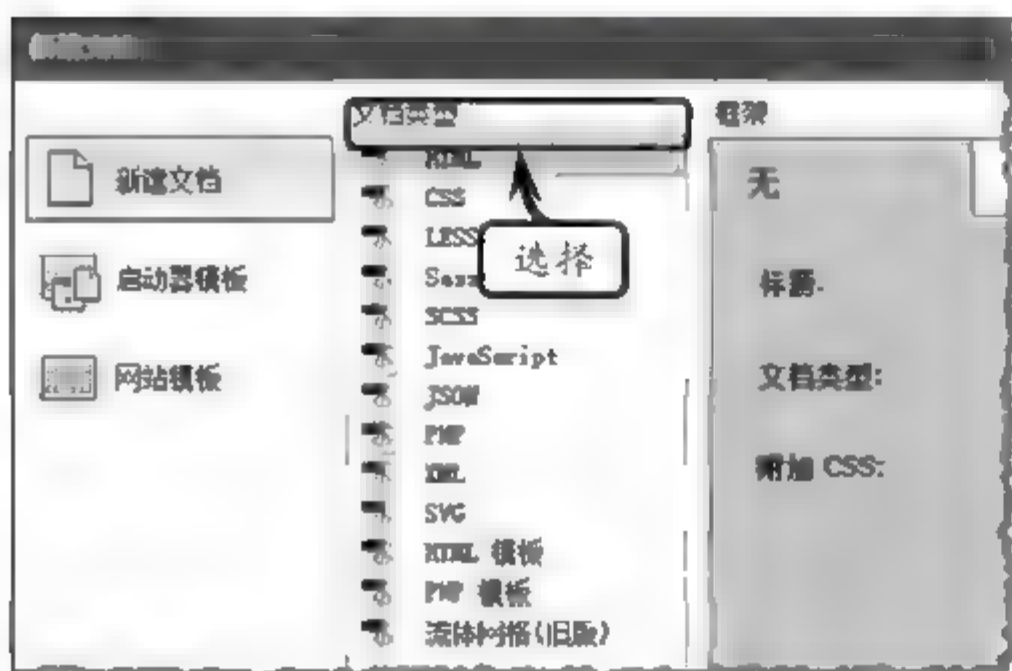 新建文档
启动器模板
网站模板
文档类型
HTML
CSS
LESS
Sass
SCSS
JavaScript
JSON
PHP
XML
SVG
HTML 模板
PHP 模板
流体网格(旧版)
选择
框架
无
标题:
文档类型:
附加 CSS: